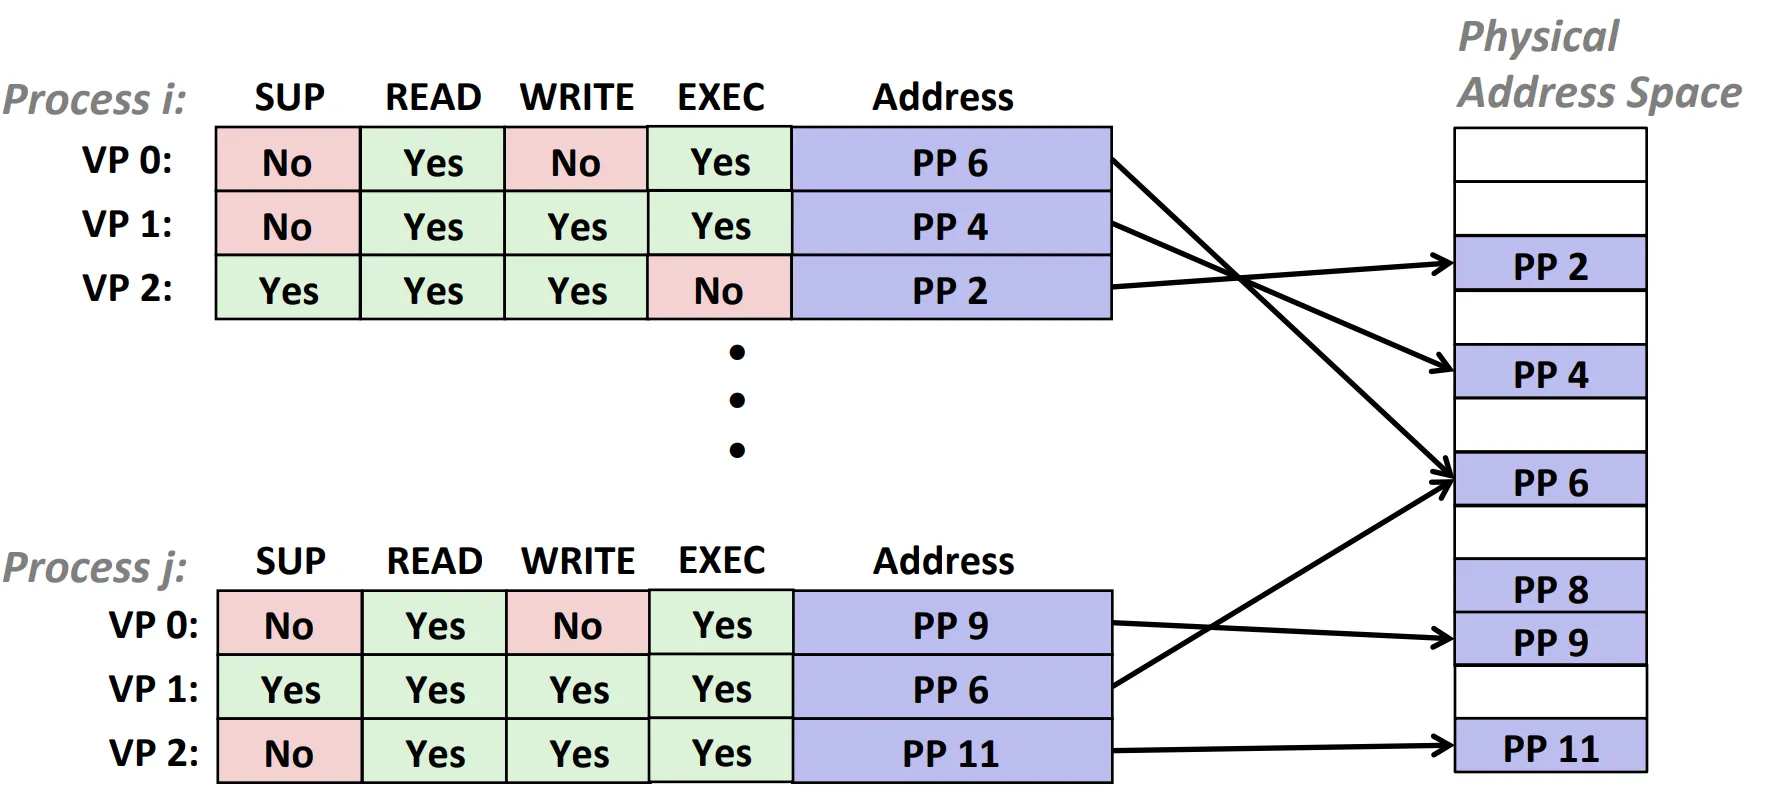 Physical
Address Space
Process i: SUP READ WRITE EXEC Address
VP 0: No Yes No Yes PP 6
VP 1: No Yes Yes Yes PP 4
VP 2: Yes Yes Yes No PP 2
PP 2
PP 4
PP 6
PP 8
PP 9
PP 11
Process j: SUP READ WRITE EXEC Address
VP 0: No Yes No Yes PP 9
VP 1: Yes Yes Yes Yes PP 6
VP 2: No Yes Yes Yes PP 11